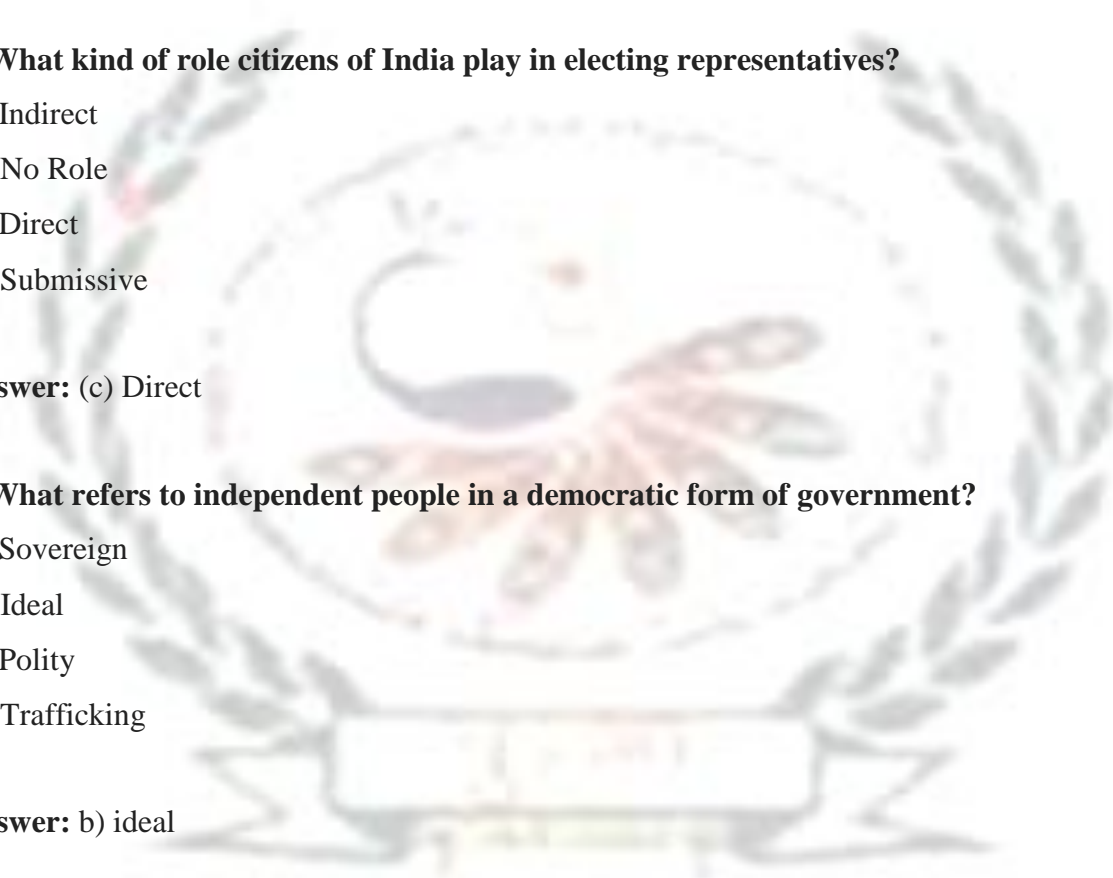 What kind of role citizens of India play in electing representatives?
Indirect
No Role
Direct
Submissive
swer: (c) Direct
What refers to independent people in a democratic form of government?
Sovereign
Ideal
Polity
Trafficking
swer: b) ideal